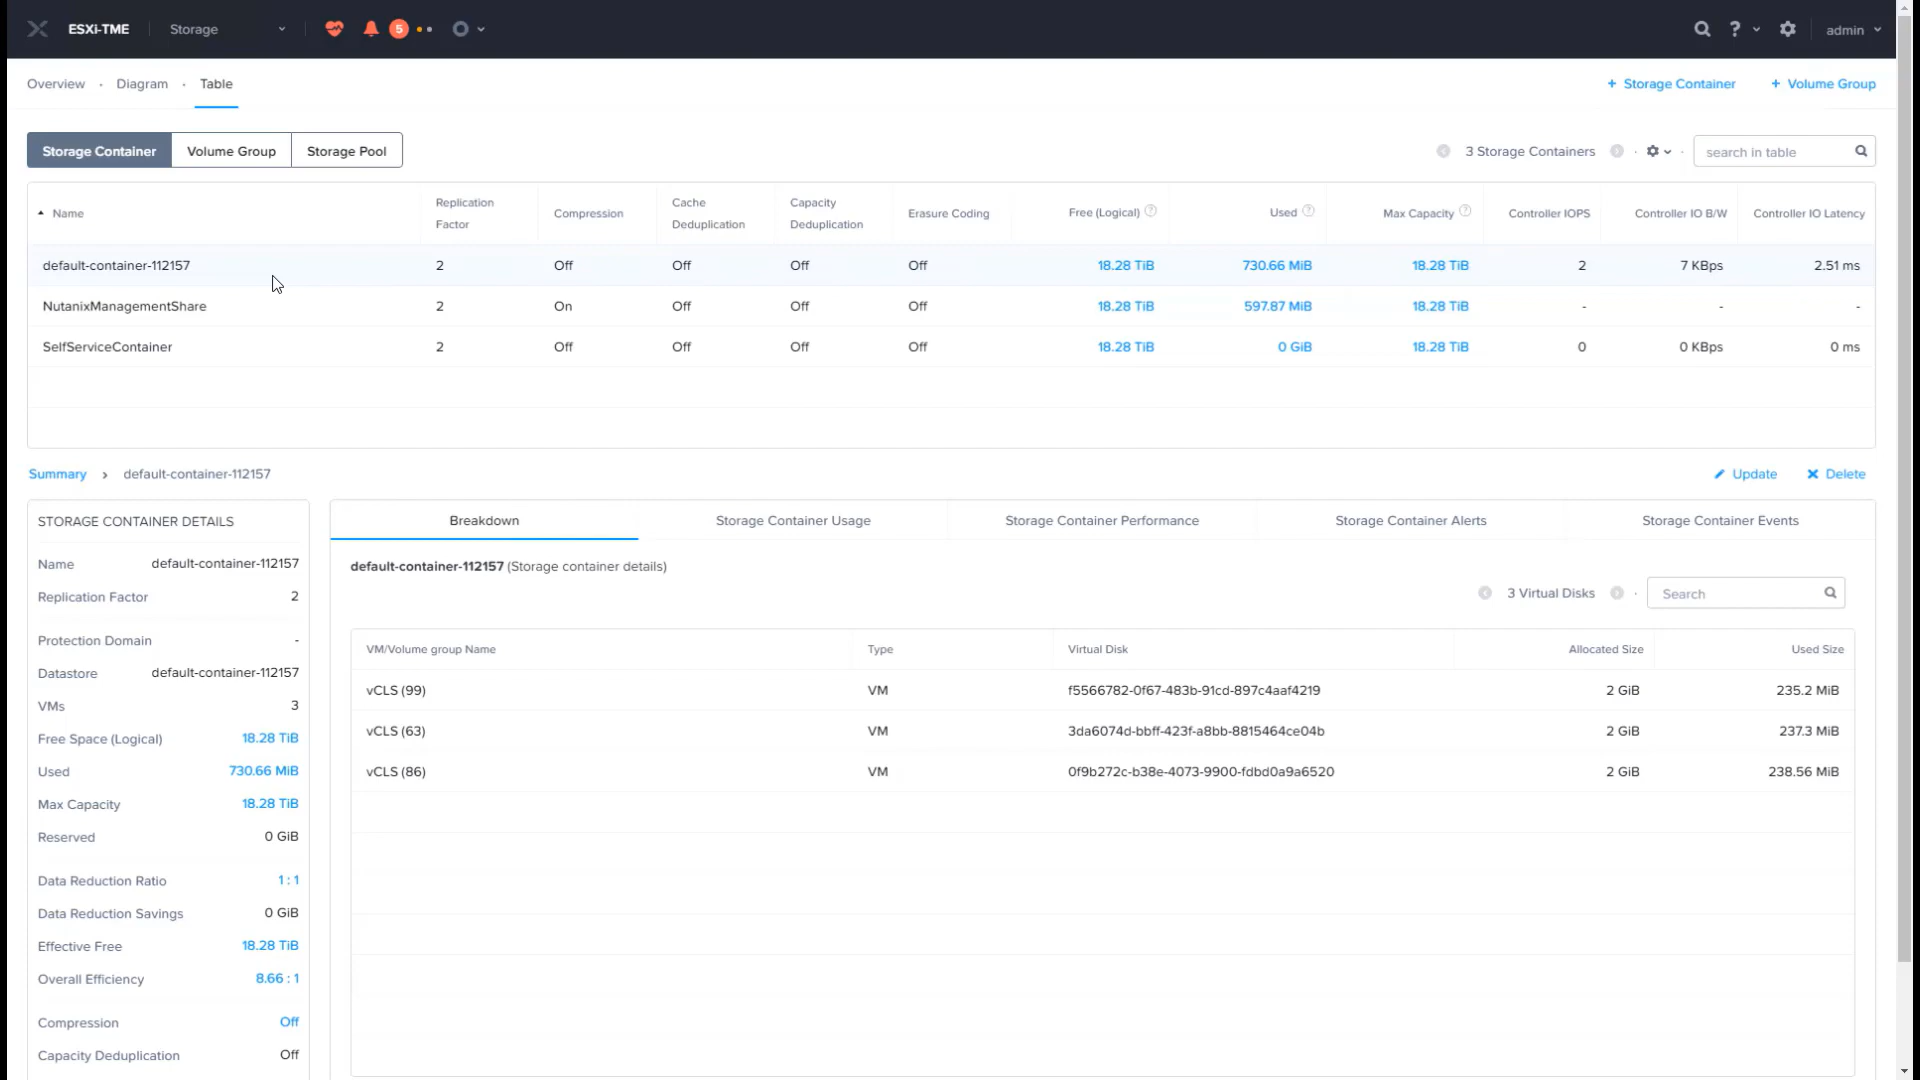 ESXi-TME Storage 5 ? admin
Overview · Diagram · Table + Storage Container + Volume Group
Storage Container Volume Group Storage Pool 3 Storage Containers · · search in table
Name Replication Factor Compression Cache Deduplication Capacity Deduplication Erasure Coding Free (Logical) ? Used ? Max Capacity ? Controller IOPS Controller IO B/W Controller IO Latency
default-container-112157 2 Off Off Off Off 18.28 TiB 730.66 MiB 18.28 TiB 2 7 KBps 2.51 ms
NutanixManagementShare 2 On Off Off Off 18.28 TiB 597.87 MiB 18.28 TiB - - -
SelfServiceContainer 2 Off Off Off Off 18.28 TiB 0 GiB 18.28 TiB 0 0 KBps 0 ms
Summary › default-container-112157 Update Delete
STORAGE CONTAINER DETAILS
Name default-container-112157
Replication Factor 2
Protection Domain -
Datastore default-container-112157
VMs 3
Free Space (Logical) 18.28 TiB
Used 730.66 MiB
Max Capacity 18.28 TiB
Reserved 0 GiB
Data Reduction Ratio 1 : 1
Data Reduction Savings 0 GiB
Effective Free 18.28 TiB
Overall Efficiency 8.66 : 1
Compression Off
Capacity Deduplication Off
Breakdown Storage Container Usage Storage Container Performance Storage Container Alerts Storage Container Events
default-container-112157 (Storage container details)
3 Virtual Disks · Search
VM/Volume group Name Type Virtual Disk Allocated Size Used Size
vCLS (99) VM f5566782-0f67-483b-91cd-897c4aaf4219 2 GiB 235.2 MiB
vCLS (63) VM 3da6074d-bbff-423f-a8bb-8815464ce04b 2 GiB 237.3 MiB
vCLS (86) VM 0f9b272c-b38e-4073-9900-fdbd0a9a6520 2 GiB 238.56 MiB